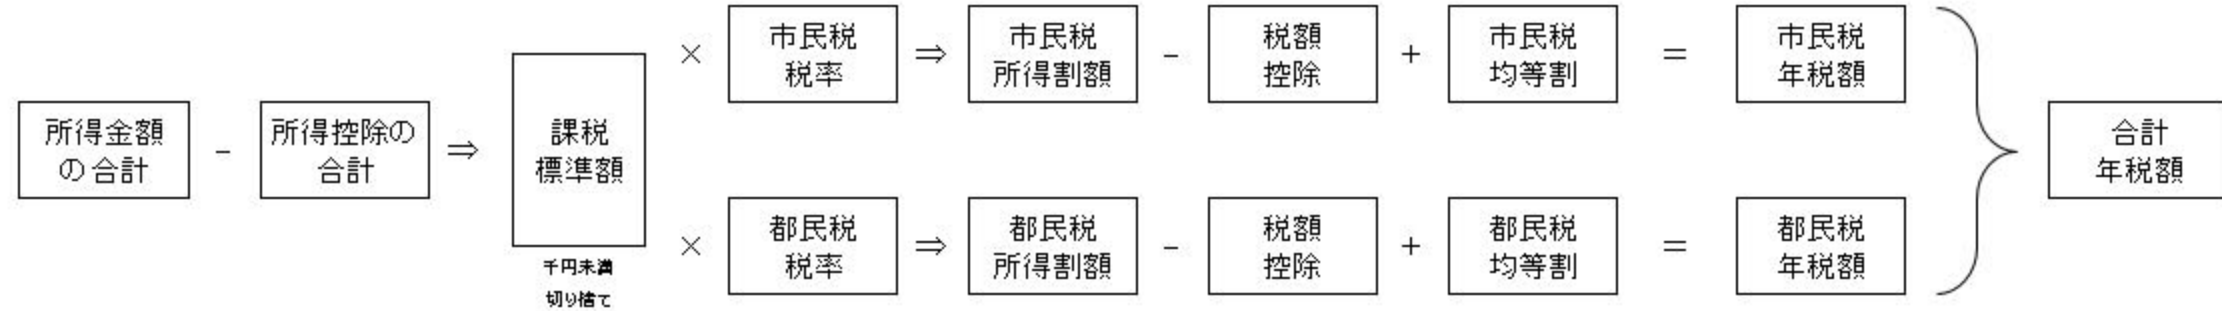 所得金額
の合計
－
所得控除の
合計
⇒
課税
標準額
千円未満
切り捨て
×
市民税
税率
⇒
市民税
所得割額
－
税額
控除
＋
市民税
均等割
＝
市民税
年税額
×
都民税
税率
⇒
都民税
所得割額
－
税額
控除
＋
都民税
均等割
＝
都民税
年税額
合計
年税額